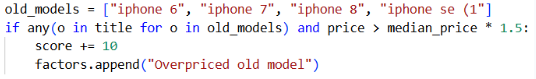 old_models = ["iphone 6", "iphone 7", "iphone 8", "iphone se (1"]
if any(o in title for o in old_models) and price > median_price * 1.5:
    score += 10
    factors.append("Overpriced old model")